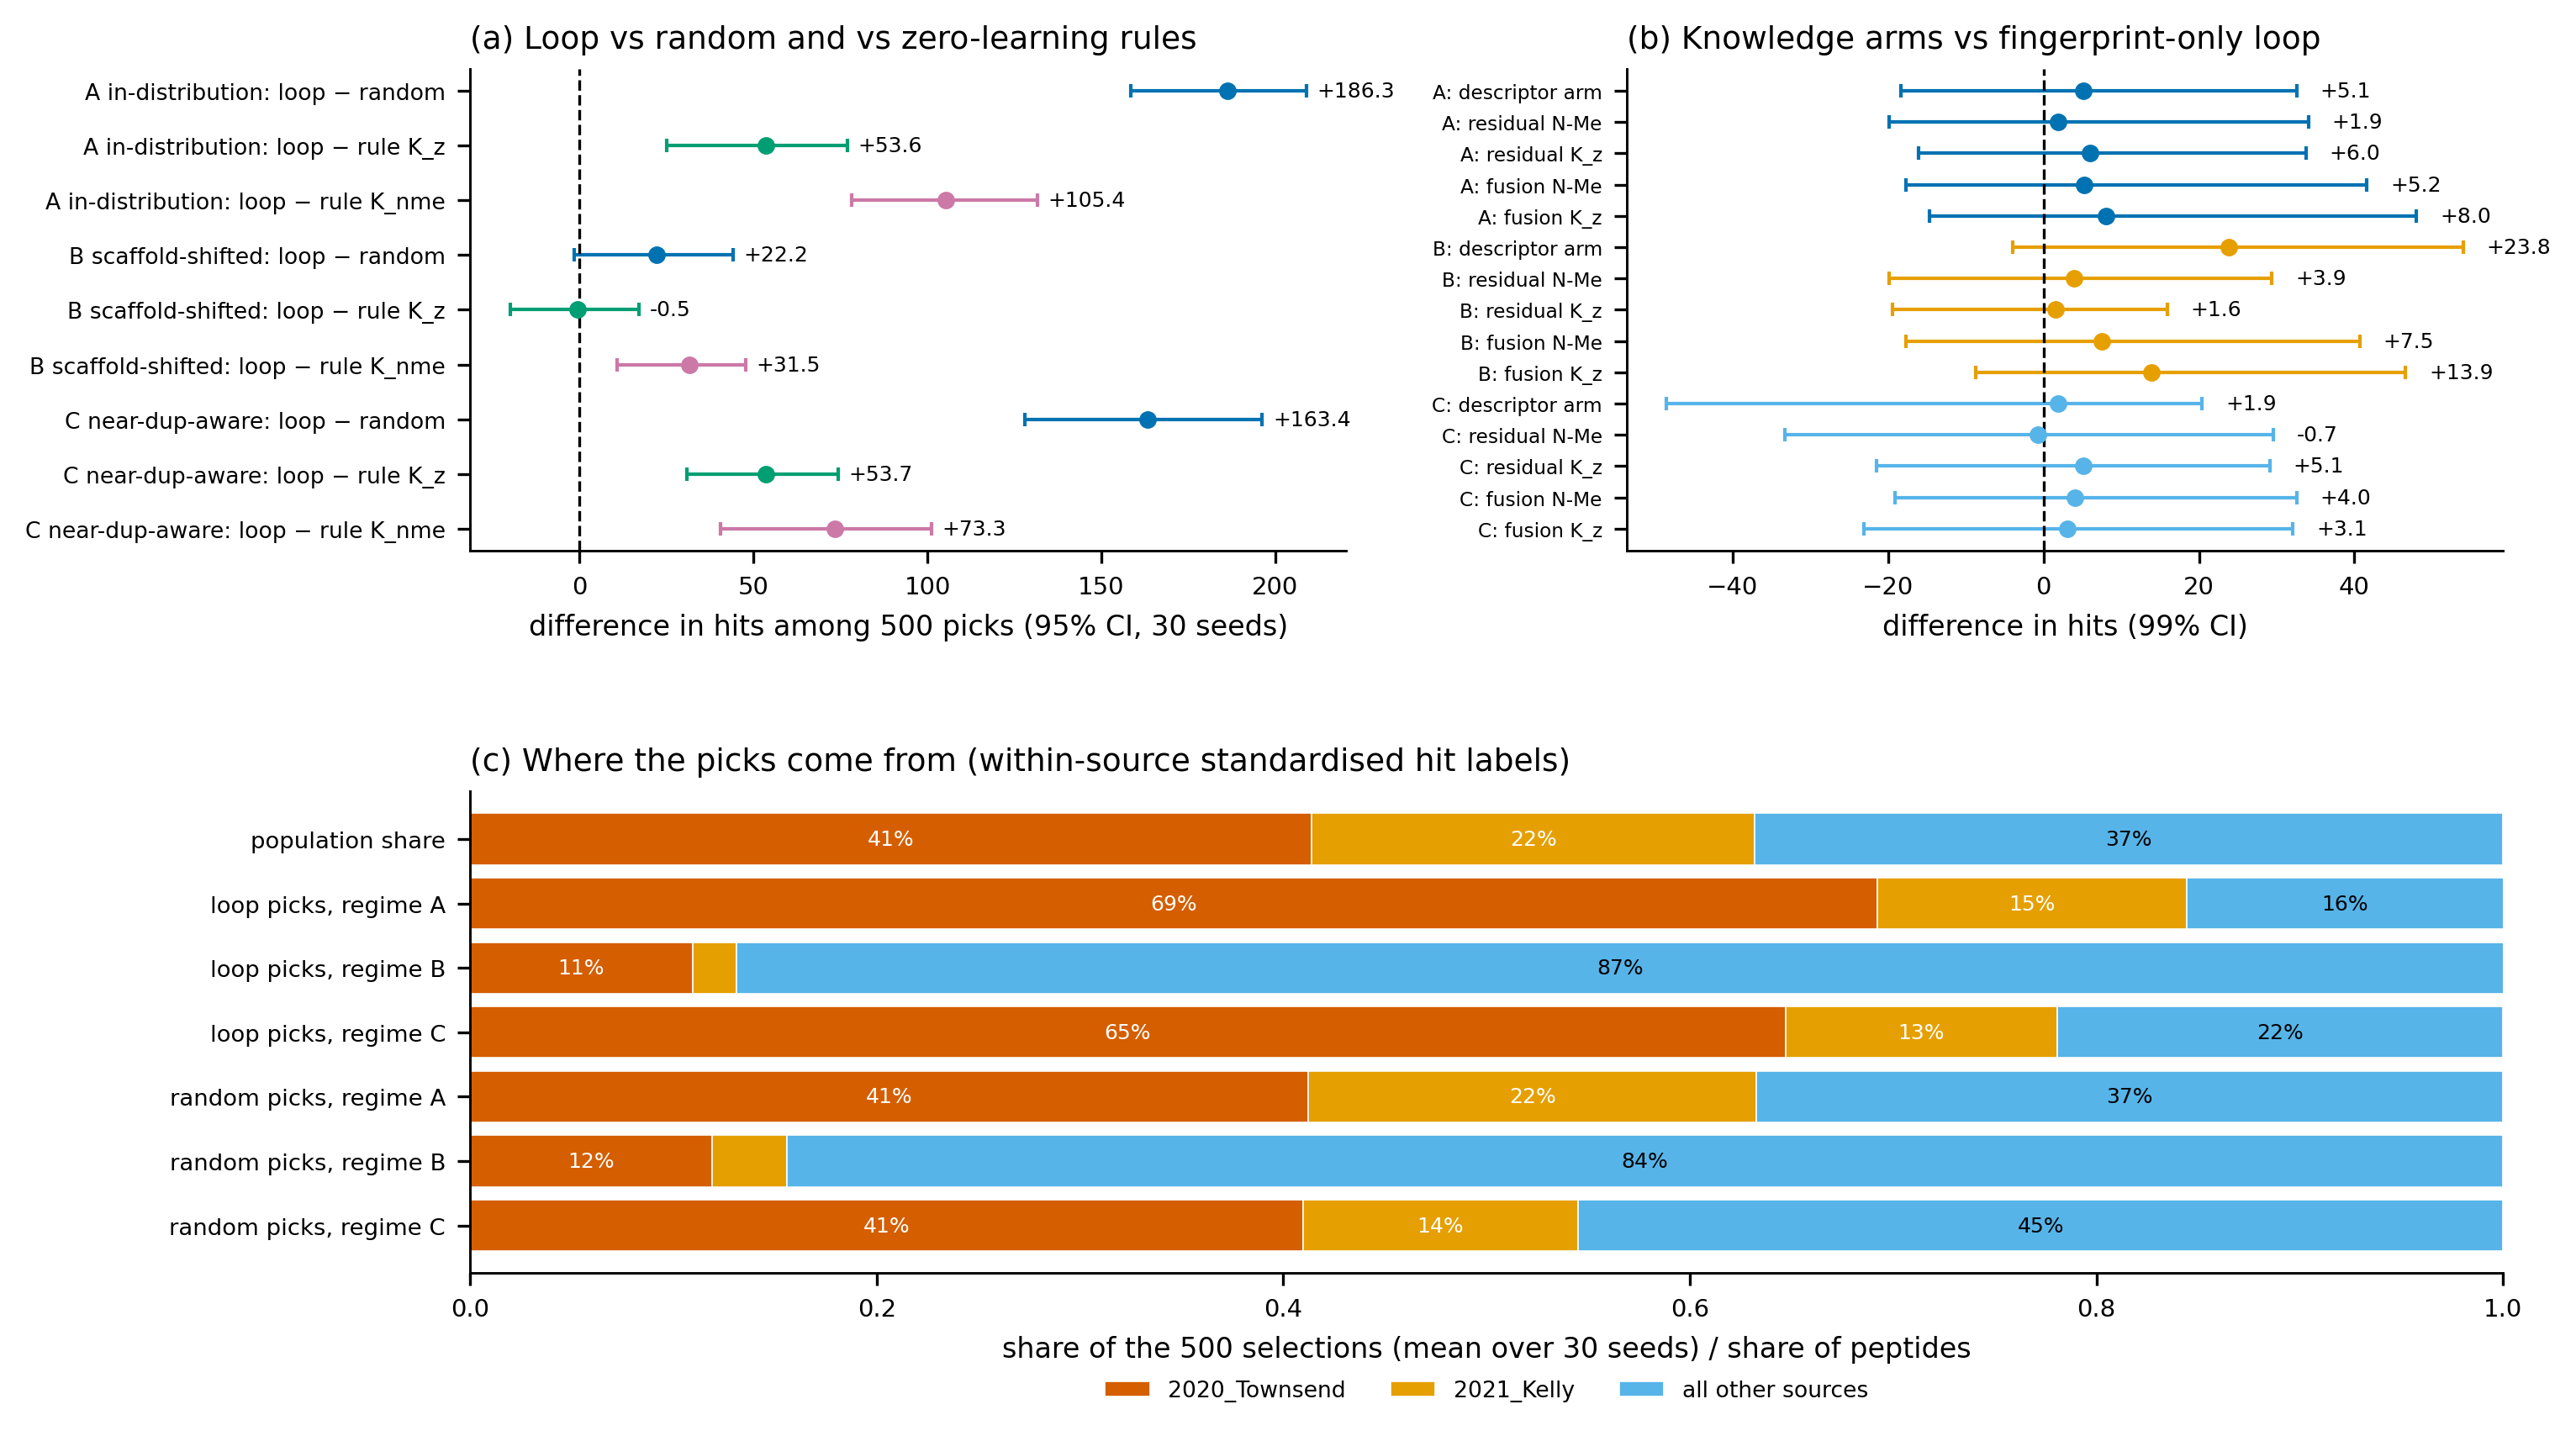 (a) Loop vs random and vs zero-learning rules
A in-distribution: loop − random
+186.3
A in-distribution: loop − rule K_z
+53.6
A in-distribution: loop − rule K_nme
+105.4
B scaffold-shifted: loop − random
+22.2
B scaffold-shifted: loop − rule K_z
-0.5
B scaffold-shifted: loop − rule K_nme
+31.5
C near-dup-aware: loop − random
+163.4
C near-dup-aware: loop − rule K_z
+53.7
C near-dup-aware: loop − rule K_nme
+73.3
0 50 100 150 200
difference in hits among 500 picks (95% CI, 30 seeds)
(b) Knowledge arms vs fingerprint-only loop
A: descriptor arm
+5.1
A: residual N-Me
+1.9
A: residual K_z
+6.0
A: fusion N-Me
+5.2
A: fusion K_z
+8.0
B: descriptor arm
+23.8
B: residual N-Me
+3.9
B: residual K_z
+1.6
B: fusion N-Me
+7.5
B: fusion K_z
+13.9
C: descriptor arm
+1.9
C: residual N-Me
-0.7
C: residual K_z
+5.1
C: fusion N-Me
+4.0
C: fusion K_z
+3.1
−40 −20 0 20 40
difference in hits (99% CI)
(c) Where the picks come from (within-source standardised hit labels)
population share
41% 22% 37%
loop picks, regime A
69% 15% 16%
loop picks, regime B
11% 87%
loop picks, regime C
65% 13% 22%
random picks, regime A
41% 22% 37%
random picks, regime B
12% 84%
random picks, regime C
41% 14% 45%
0.0 0.2 0.4 0.6 0.8 1.0
share of the 500 selections (mean over 30 seeds) / share of peptides
2020_Townsend 2021_Kelly all other sources